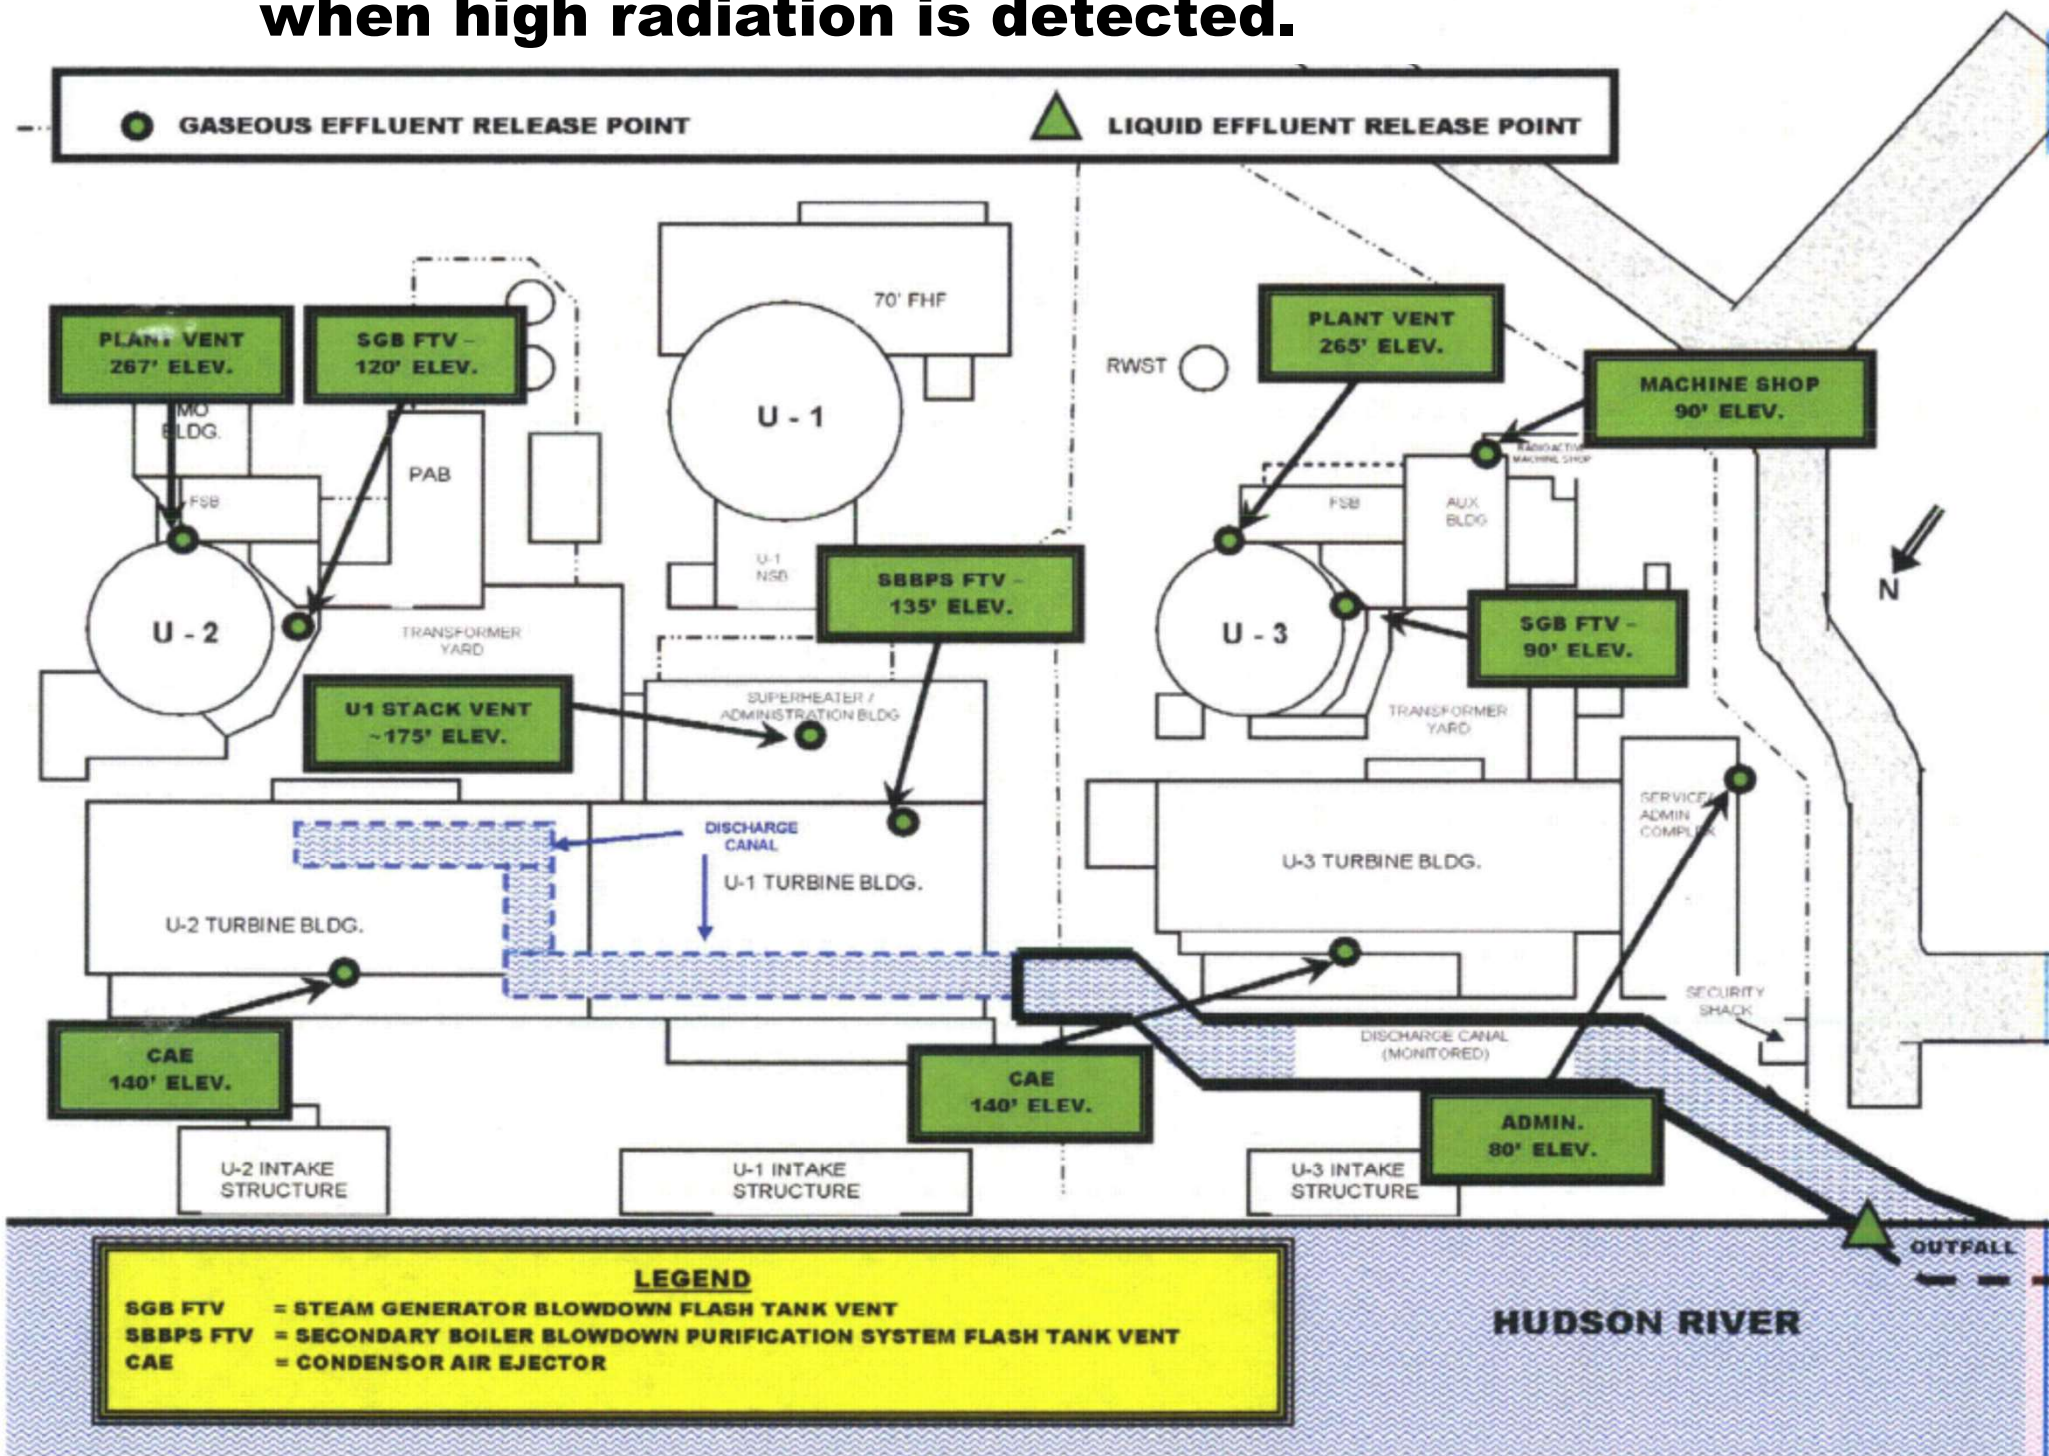 when high radiation is detected.
GASEOUS EFFLUENT RELEASE POINT
LIQUID EFFLUENT RELEASE POINT
70' FHF
PLANT VENT
267' ELEV.
SGB FTV –
120' ELEV.
PLANT VENT
265' ELEV.
RWST
MACHINE SHOP
90' ELEV.
MO
BLDG.
U - 1
PAB
RADIOACTIVE
MACHINE SHOP
FSB
FSB
AUX
BLDG
U-1
NSB
SBBPS FTV –
135' ELEV.
N
U - 2
TRANSFORMER
YARD
U - 3
SGB FTV –
90' ELEV.
U1 STACK VENT
~175' ELEV.
SUPERHEATER /
ADMINISTRATION BLDG
TRANSFORMER
YARD
SERVICE/
ADMIN
COMPLEX
DISCHARGE
CANAL
U-3 TURBINE BLDG.
U-1 TURBINE BLDG.
U-2 TURBINE BLDG.
SECURITY
SHACK
DISCHARGE CANAL
(MONITORED)
CAE
140' ELEV.
CAE
140' ELEV.
ADMIN.
80' ELEV.
U-2 INTAKE
STRUCTURE
U-1 INTAKE
STRUCTURE
U-3 INTAKE
STRUCTURE
OUTFALL
LEGEND
SGB FTV = STEAM GENERATOR BLOWDOWN FLASH TANK VENT
SBBPS FTV = SECONDARY BOILER BLOWDOWN PURIFICATION SYSTEM FLASH TANK VENT
CAE = CONDENSOR AIR EJECTOR
HUDSON RIVER